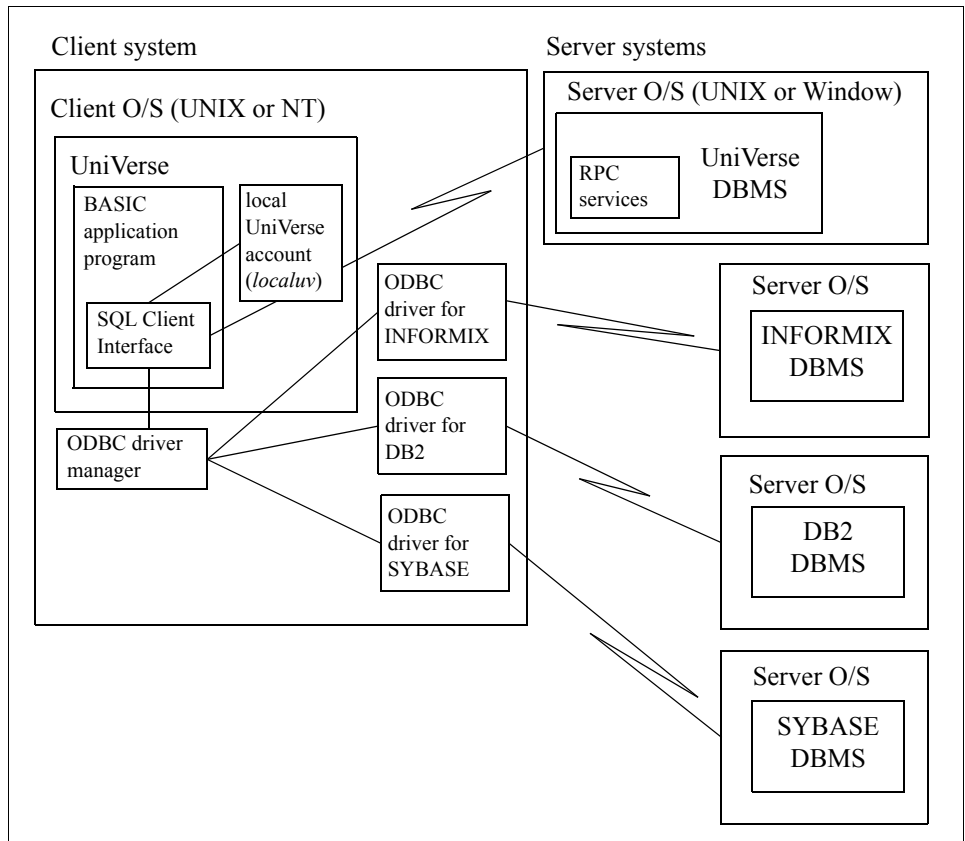 Client system
Server systems
Client O/S (UNIX or NT)
Server O/S (UNIX or Window)
UniVerse
BASIC
application
program
local
UniVerse
account
(localuv)
SQL Client
Interface
ODBC driver
manager
RPC
services
UniVerse
DBMS
ODBC
driver for
INFORMIX
ODBC
driver for
DB2
ODBC
driver for
SYBASE
Server O/S
INFORMIX
DBMS
Server O/S
DB2
DBMS
Server O/S
SYBASE
DBMS